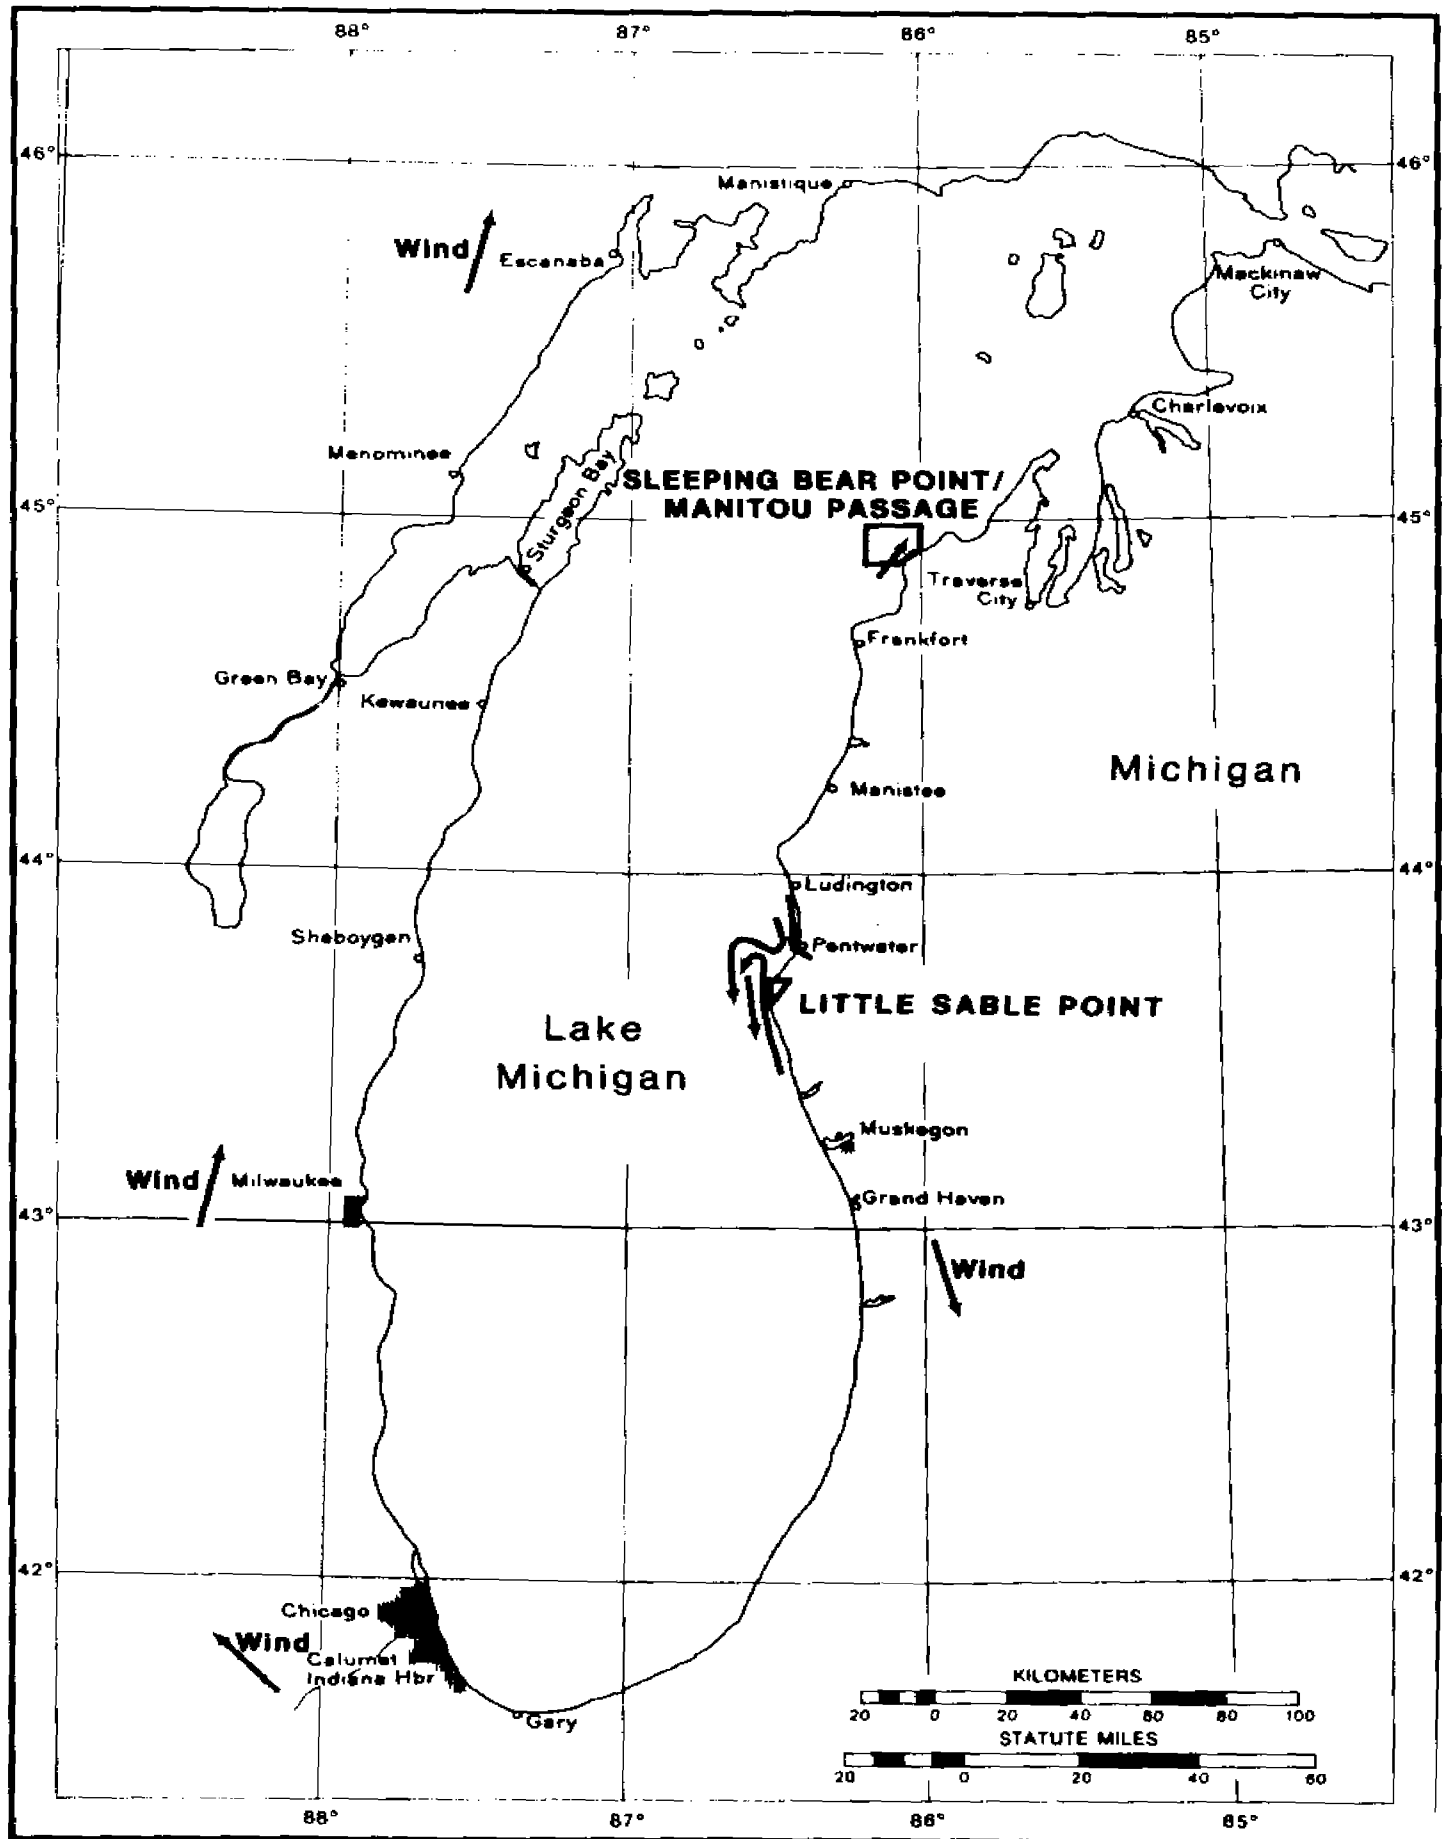 88° 87° 86° 85°
46° 46°
Manistique
Wind
Escanaba
Mackinaw
City
Charlevoix
Menominee
Sturgeon Bay
SLEEPING BEAR POINT/
MANITOU PASSAGE
45° 45°
Traverse
City
Frankfort
Green Bay
Kewaunee
Michigan
Manistee
44° 44°
Ludington
Sheboygan
Pentwater
LITTLE SABLE POINT
Lake
Michigan
Muskegon
Wind Milwaukee
Grand Haven
43° 43°
Wind
42° 42°
Chicago
Wind
Calumet
Indiana Hbr
Gary
KILOMETERS
20 0 20 40 60 80 100
STATUTE MILES
20 0 20 40 60
88° 87° 86° 85°